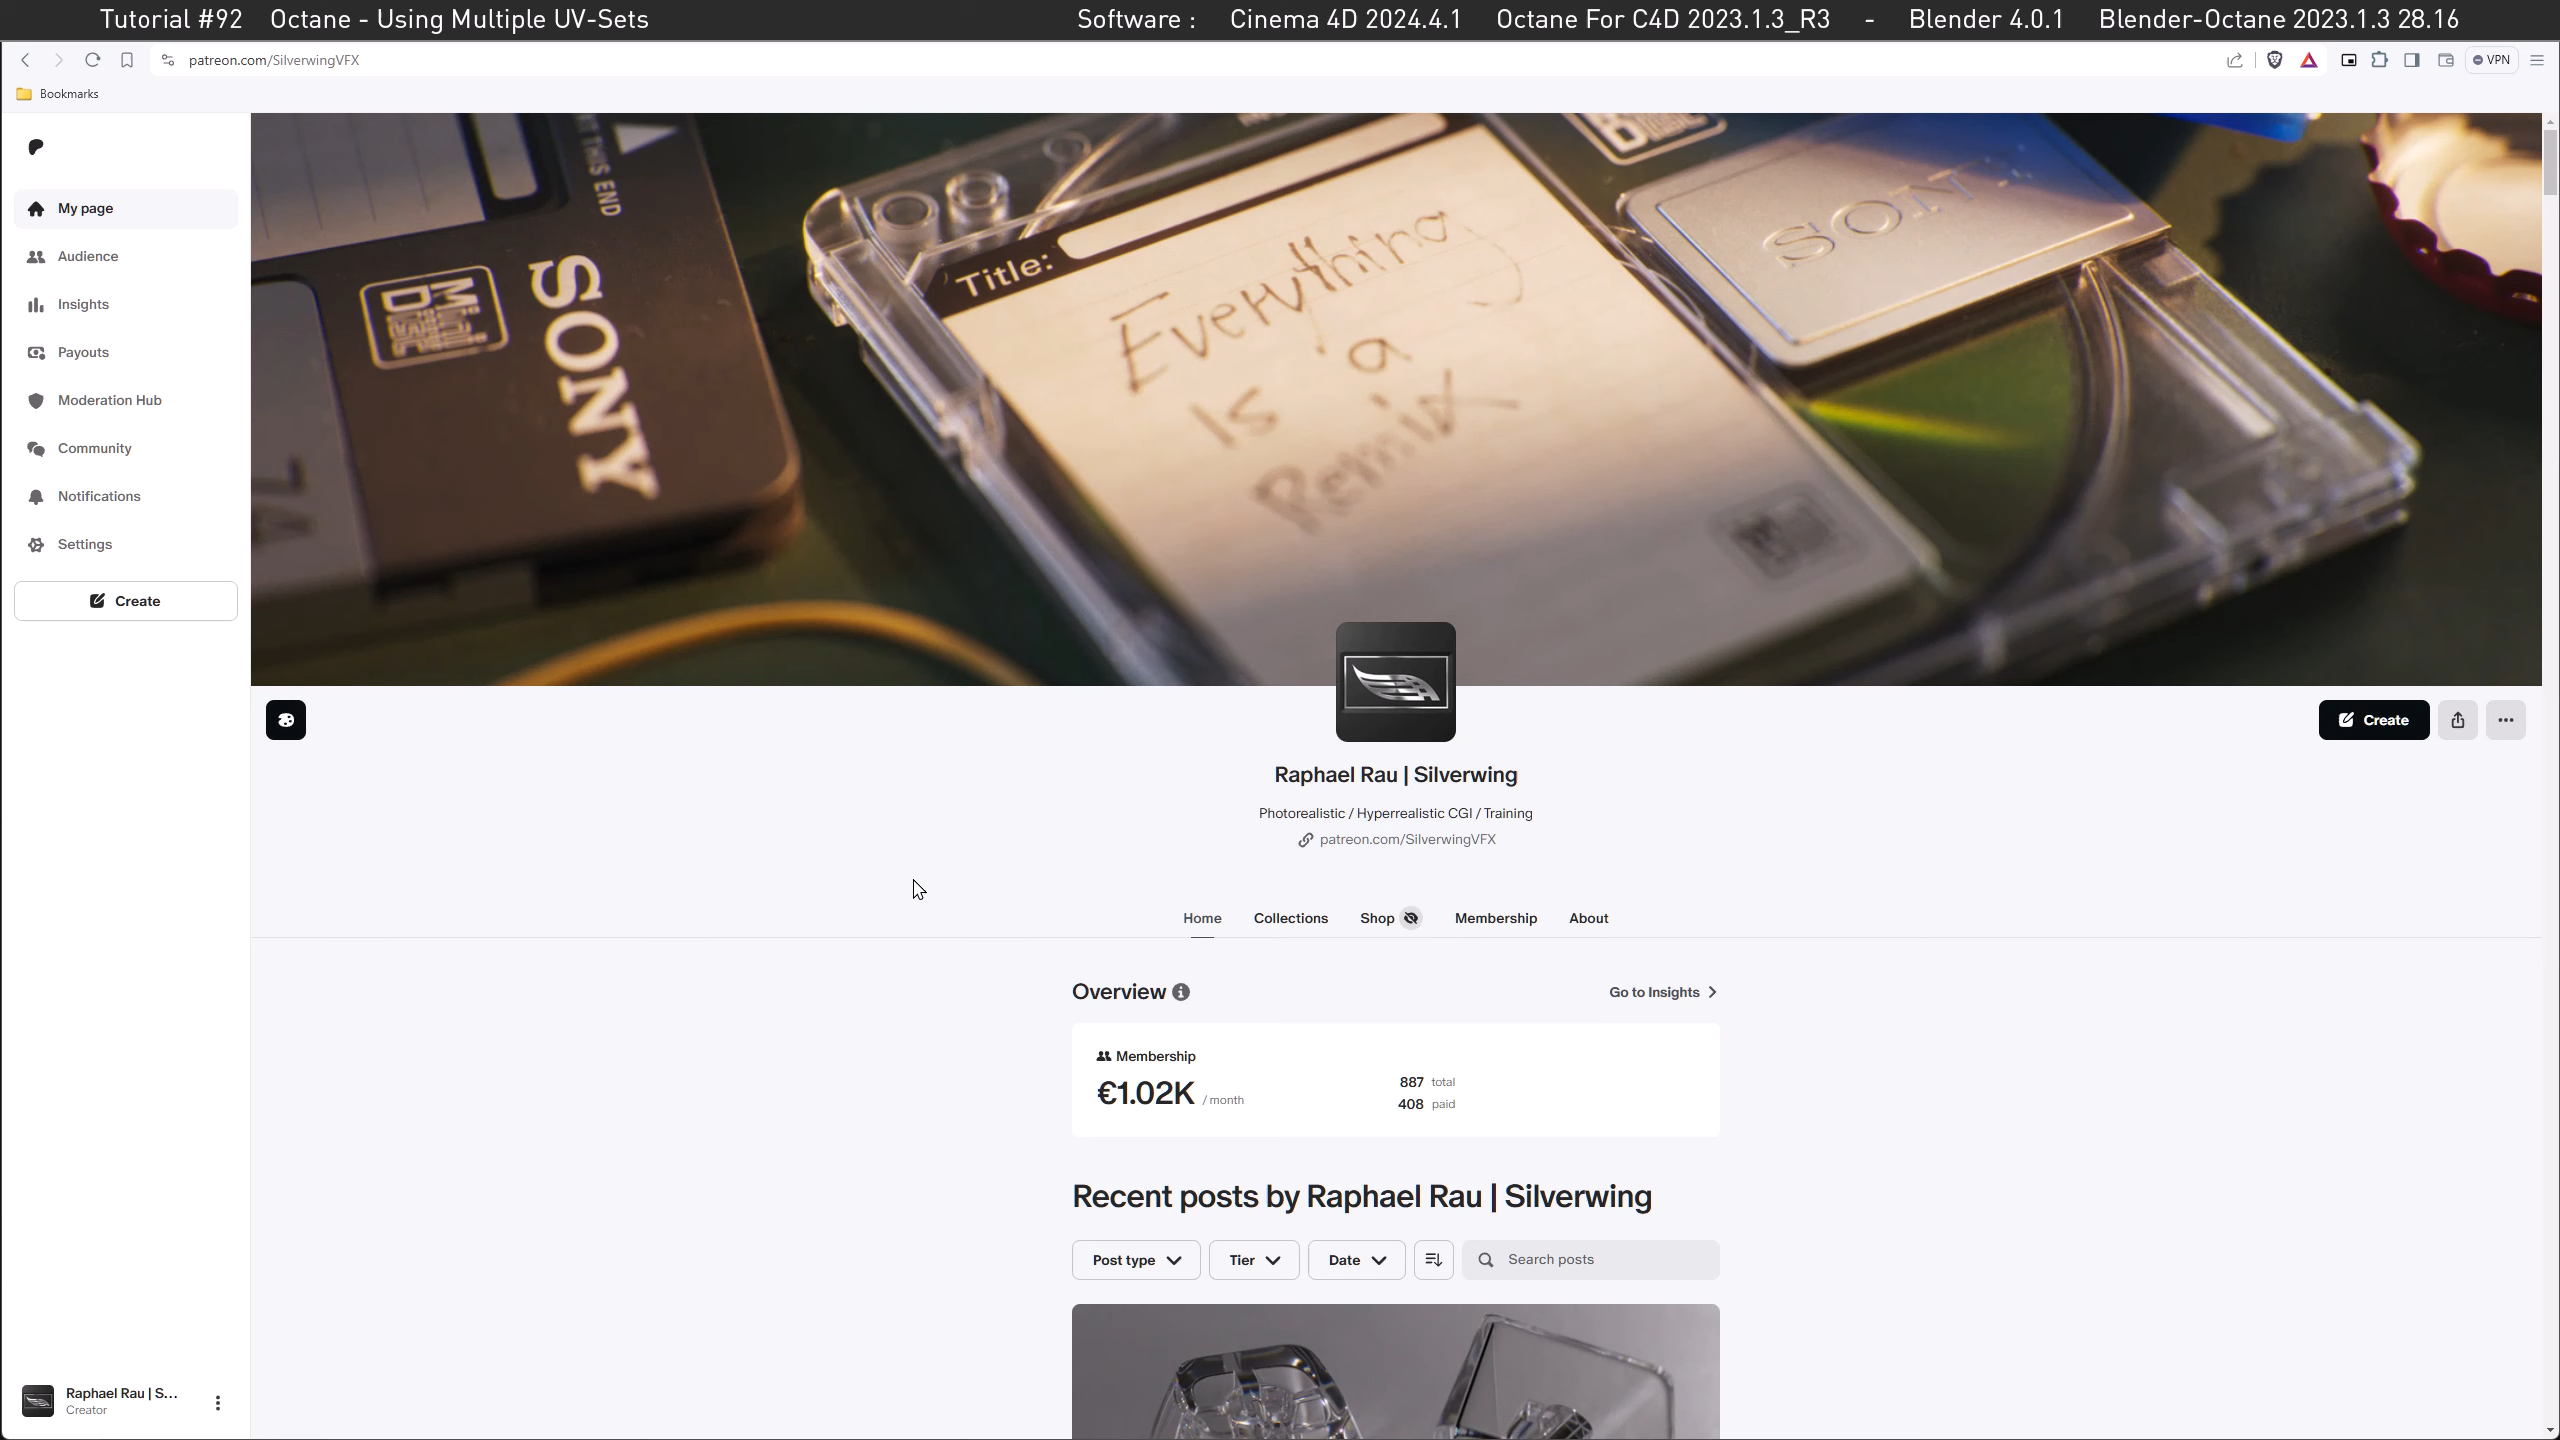 Tutorial #92 Octane - Using Multiple UV-Sets Software : Cinema 4D 2024.4.1 Octane For C4D 2023.1.3_R3 - Blender 4.0.1 Blender-Octane 2023.1.3 28.16
patreon.com/SilverwingVFX
VPN
Bookmarks
My page
Audience
Insights
Payouts
Moderation Hub
Community
Notifications
Settings
Create
THIS END
SONY
Title:
Everything
Is a
Remix
SONY
Create
Raphael Rau | Silverwing
Photorealistic / Hyperrealistic CGI / Training
patreon.com/SilverwingVFX
Home Collections Shop Membership About
Overview
Go to Insights
Membership
€1.02K / month
887 total
408 paid
Recent posts by Raphael Rau | Silverwing
Post type Tier Date Search posts
Raphael Rau | S...
Creator